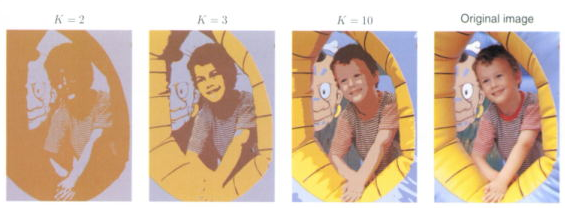 K = 2
K = 3
K = 10
Original image